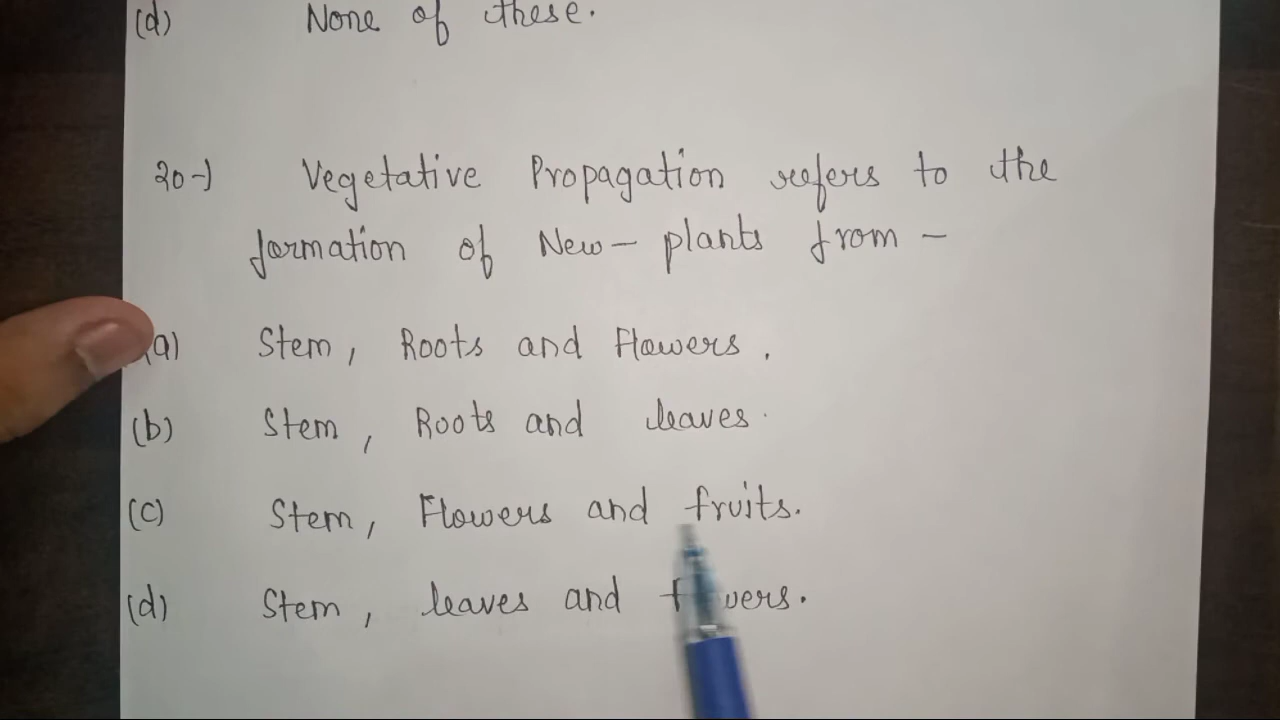 (d) None of these.
20-) Vegetative Propagation refers to the
formation of New- plants from -
(a) Stem, Roots and Flowers.
(b) Stem, Roots and leaves.
(c) Stem, Flowers and fruits.
(d) Stem, leaves and